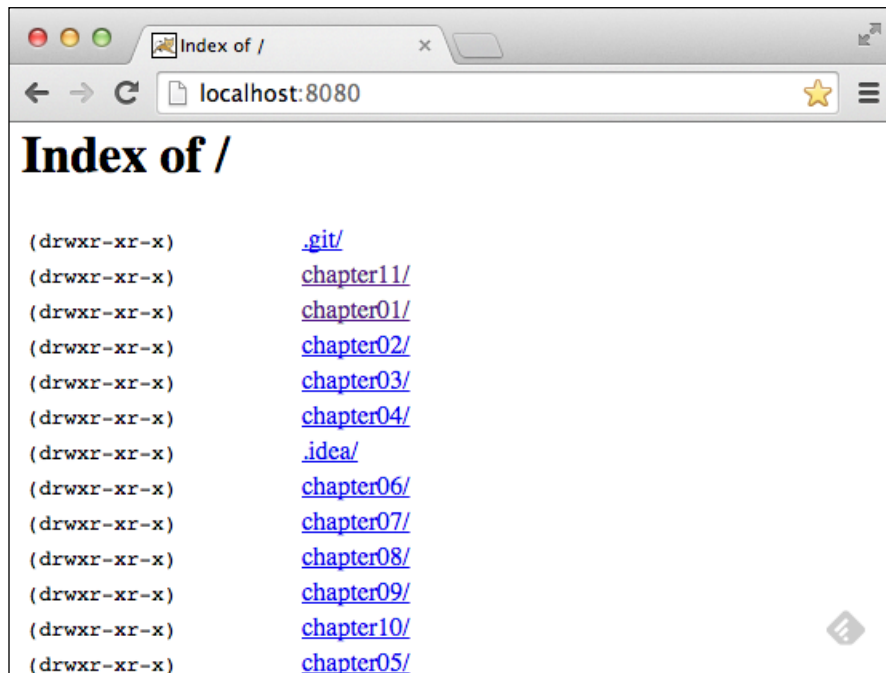 Index of /
localhost:8080
Index of /
(drwxr-xr-x) .git/
(drwxr-xr-x) chapter11/
(drwxr-xr-x) chapter01/
(drwxr-xr-x) chapter02/
(drwxr-xr-x) chapter03/
(drwxr-xr-x) chapter04/
(drwxr-xr-x) .idea/
(drwxr-xr-x) chapter06/
(drwxr-xr-x) chapter07/
(drwxr-xr-x) chapter08/
(drwxr-xr-x) chapter09/
(drwxr-xr-x) chapter10/
(drwxr-xr-x) chapter05/